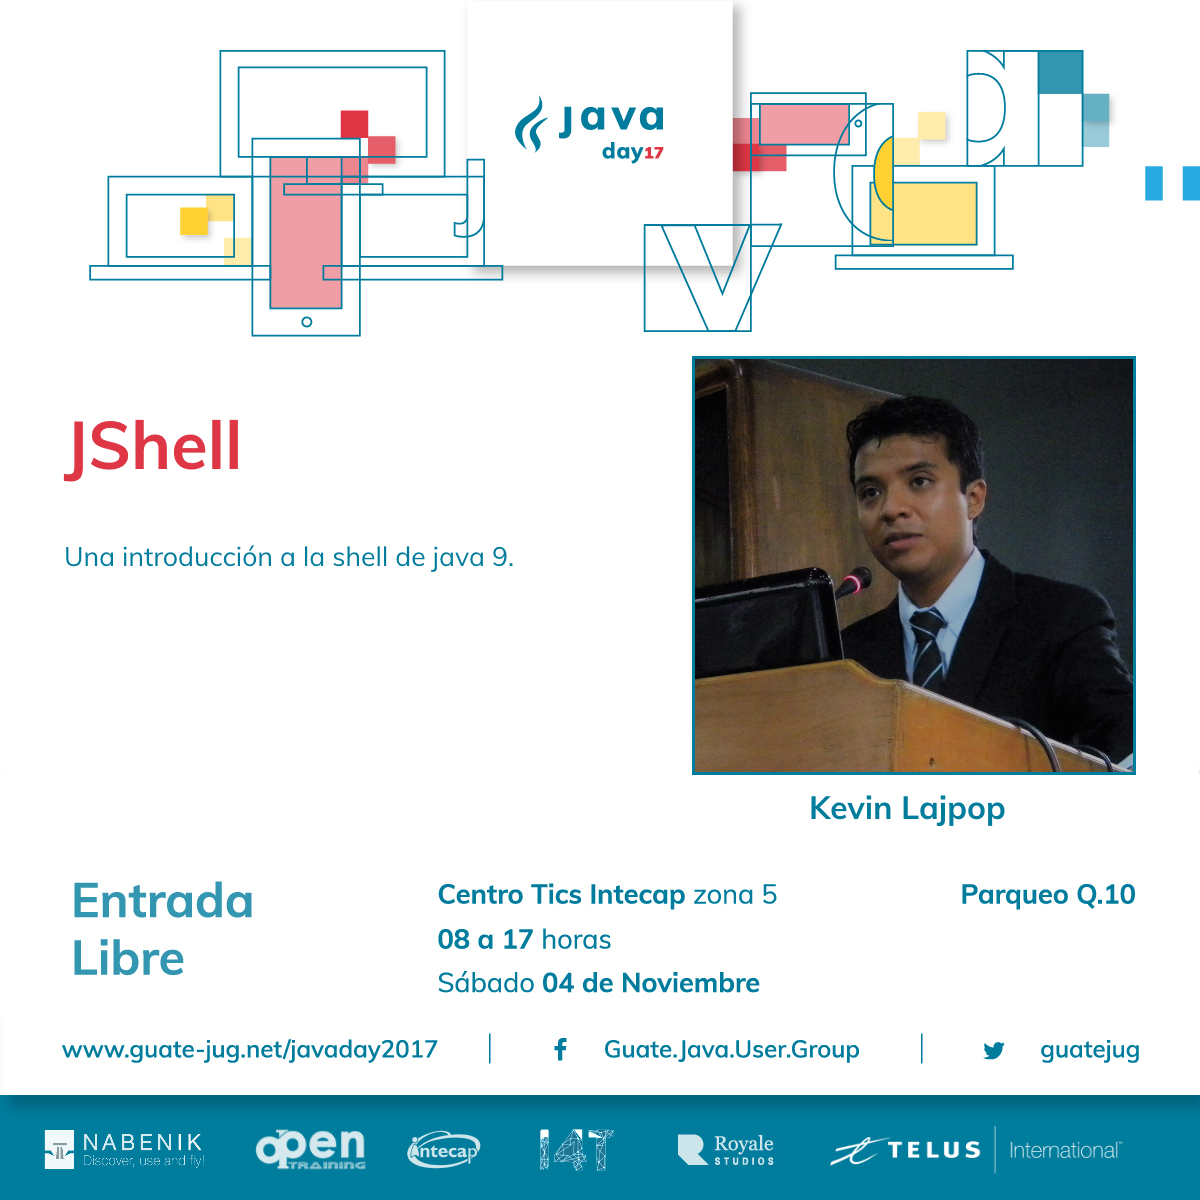 Java
day17
JShell
Una introducción a la shell de java 9.
Kevin Lajpop
Entrada
Libre
Centro Tics Intecap zona 5
08 a 17 horas
Sábado 04 de Noviembre
Parqueo Q.10
www.guate-jug.net/javaday2017
Guate.Java.User.Group
guatejug
NABENIK
Discover, use and fly!
open
TRAINING
intecap
I4T
Royale
STUDIOS
TELUS International™